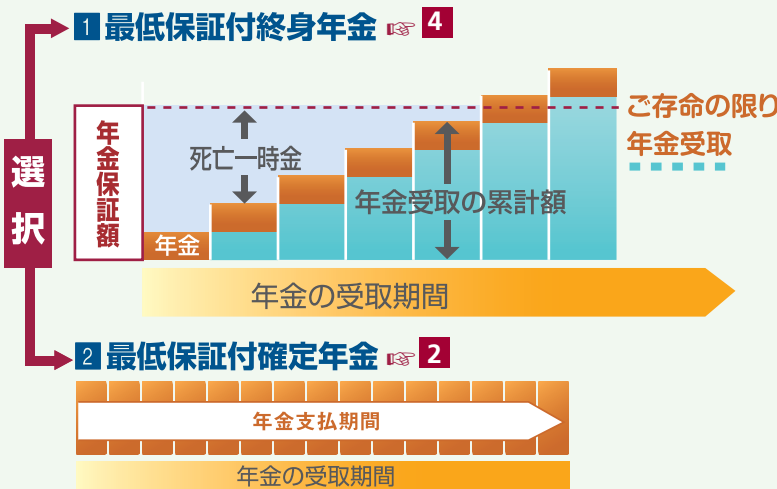 1 最低保証付終身年金 ☞ 4
選択
年金保証額
死亡一時金
年金
年金受取の累計額
ご存命の限り
年金受取
年金の受取期間
2 最低保証付確定年金 ☞ 2
年金支払期間
年金の受取期間